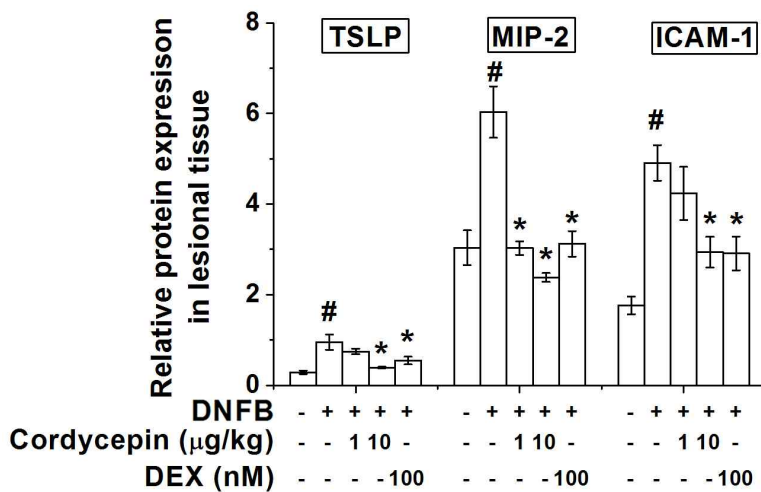 Relative protein expresison
in lesional tissue
8
6
4
2
0
TSLP MIP-2 ICAM-1
# # #
* * * * * * *
DNFB - + + + + - + + + + - + + + +
Cordycepin (μg/kg) - - 1 10 - - - 1 10 - - - 1 10 -
DEX (nM) - - - - 100 - - - - 100 - - - - 100